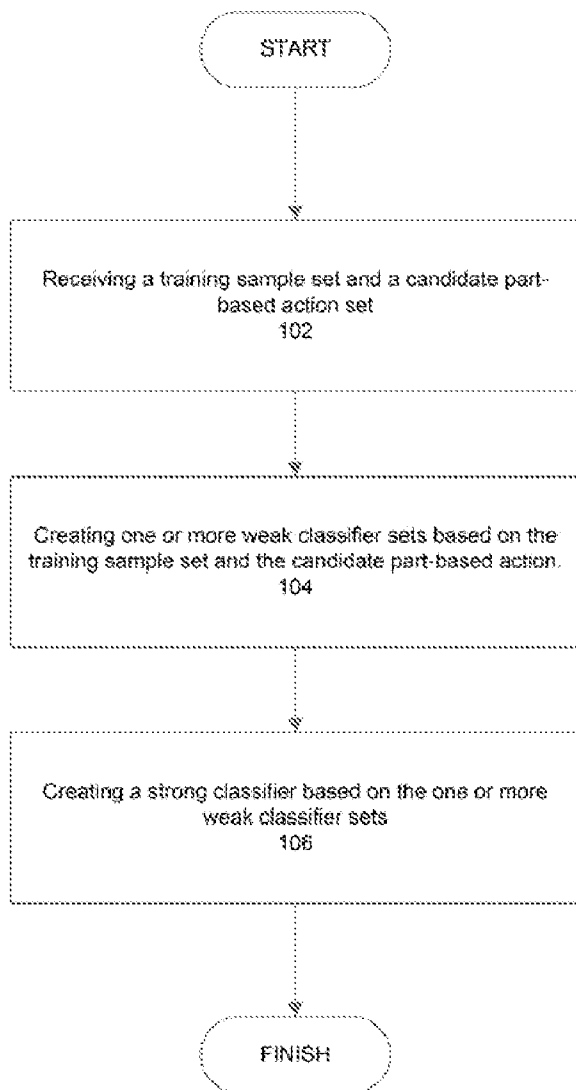 START
Receiving a training sample set and a candidate part-
based action set
102
Creating one or more weak classifier sets based on the
training sample set and the candidate part-based action.
104
Creating a strong classifier based on the one or more
weak classifier sets
106
FINISH